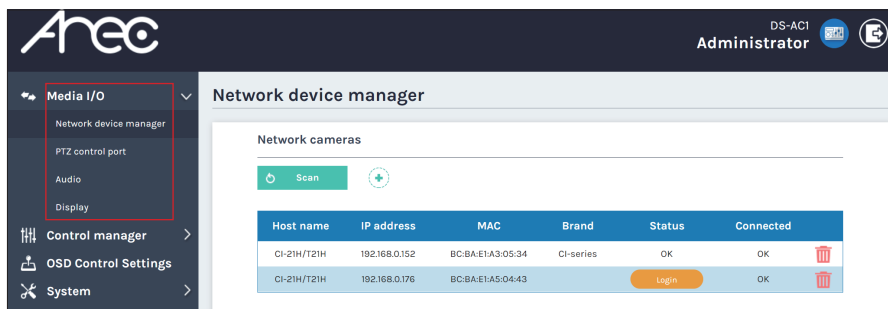 Arec
DS-AC1
Administrator
Media I/O
Network device manager
PTZ control port
Audio
Display
Control manager
OSD Control Settings
System
Network device manager
Network cameras
Scan
Host name IP address MAC Brand Status Connected
CI-21H/T21H 192.168.0.152 BC:BA:E1:A3:05:34 CI-series OK OK
CI-21H/T21H 192.168.0.176 BC:BA:E1:A5:04:43 Login OK